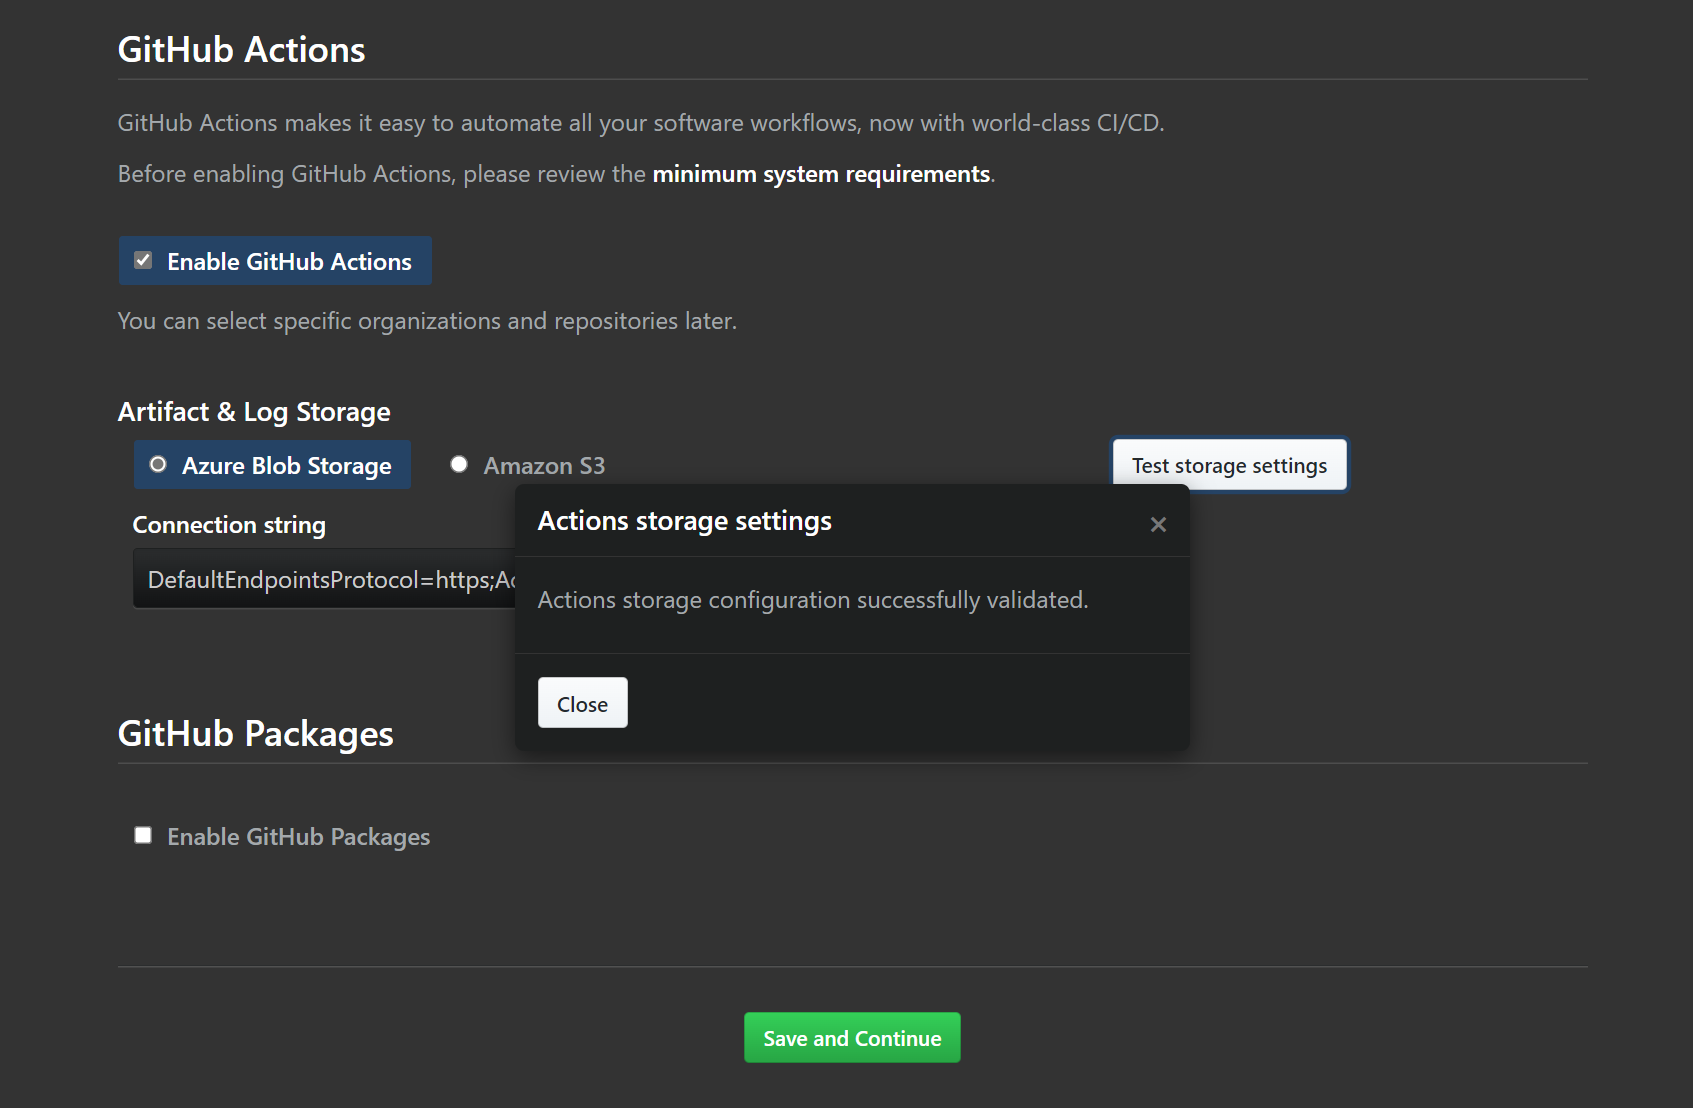 GitHub Actions
GitHub Actions makes it easy to automate all your software workflows, now with world-class CI/CD.
Before enabling GitHub Actions, please review the minimum system requirements.
Enable GitHub Actions
You can select specific organizations and repositories later.
Artifact & Log Storage
Azure Blob Storage
Amazon S3
Test storage settings
Connection string
DefaultEndpointsProtocol=https;Ac
Actions storage settings
Actions storage configuration successfully validated.
Close
GitHub Packages
Enable GitHub Packages
Save and Continue